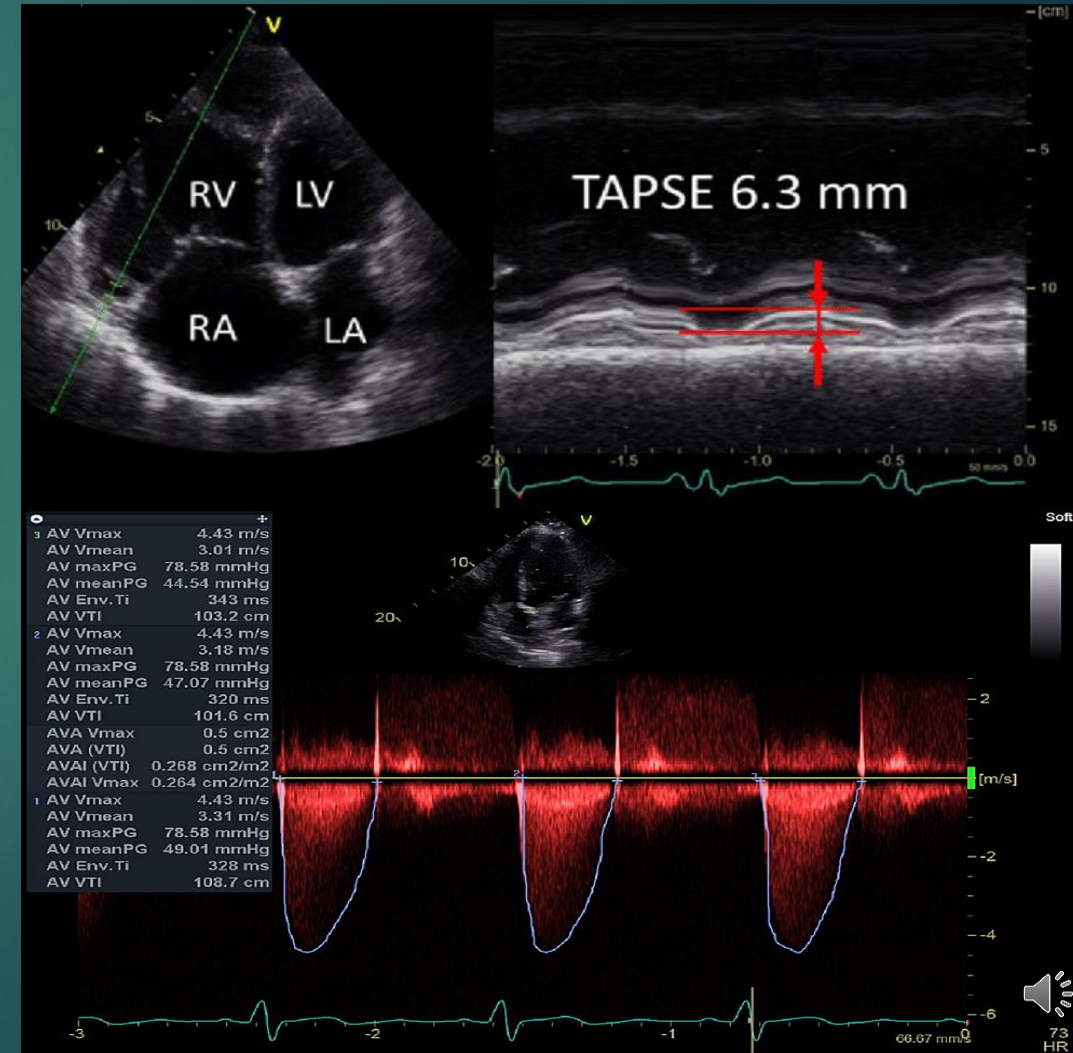 V
[cm]
5
5
RV LV
TAPSE 6.3 mm
10
10
RA LA
15
-2.0 -1.5 -1.0 -0.5 0.0
50 mm/s
V
Soft
3 AV Vmax 4.43 m/s
AV Vmean 3.01 m/s
AV maxPG 78.58 mmHg
AV meanPG 44.54 mmHg
AV Env.Ti 343 ms
AV VTI 103.2 cm
2 AV Vmax 4.43 m/s
AV Vmean 3.18 m/s
AV maxPG 78.58 mmHg
AV meanPG 47.07 mmHg
AV Env.Ti 320 ms
AV VTI 101.6 cm
AVA Vmax 0.5 cm2
AVA (VTI) 0.5 cm2
AVAI (VTI) 0.268 cm2/m2
AVAI Vmax 0.264 cm2/m2
1 AV Vmax 4.43 m/s
AV Vmean 3.31 m/s
AV maxPG 78.58 mmHg
AV meanPG 49.01 mmHg
AV Env.Ti 328 ms
AV VTI 108.7 cm
10
20
2
1 2 3 [m/s]
-2
-4
-6
-3 -2 -1 0
66.67 mm/s
73
HR